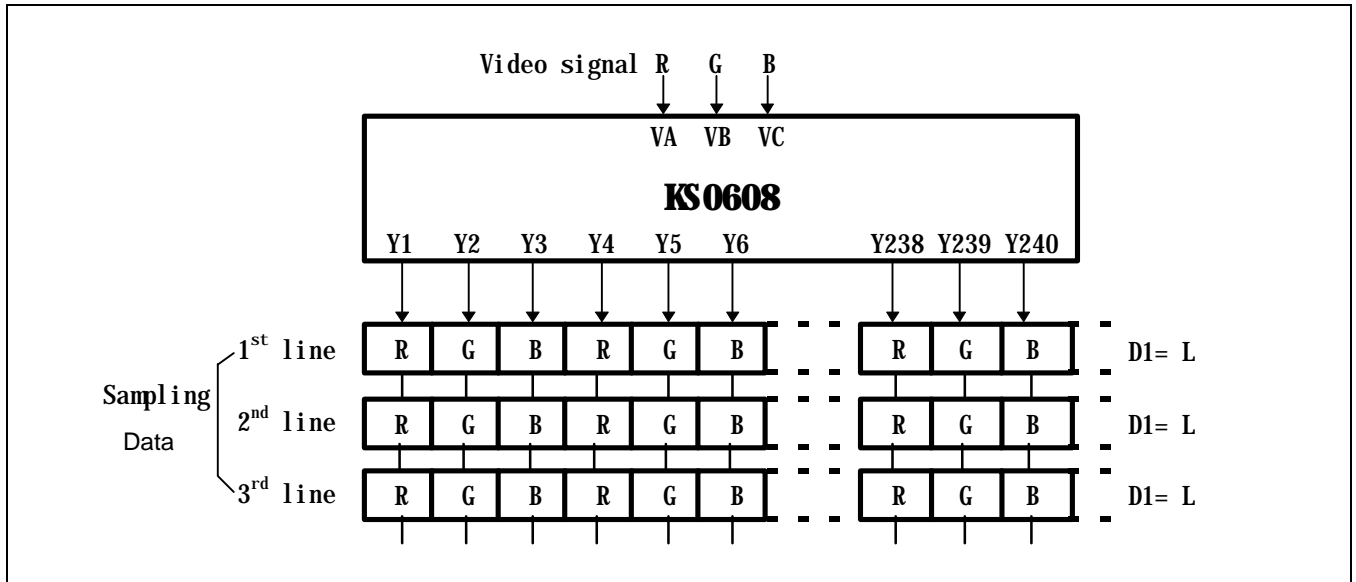 Video signal R G B
VA VB VC
KS0608
Y1 Y2 Y3 Y4 Y5 Y6 Y238 Y239 Y240
1st line R G B R G B R G B D1= L
Sampling
Data
2nd line R G B R G B R G B D1= L
3rd line R G B R G B R G B D1= L